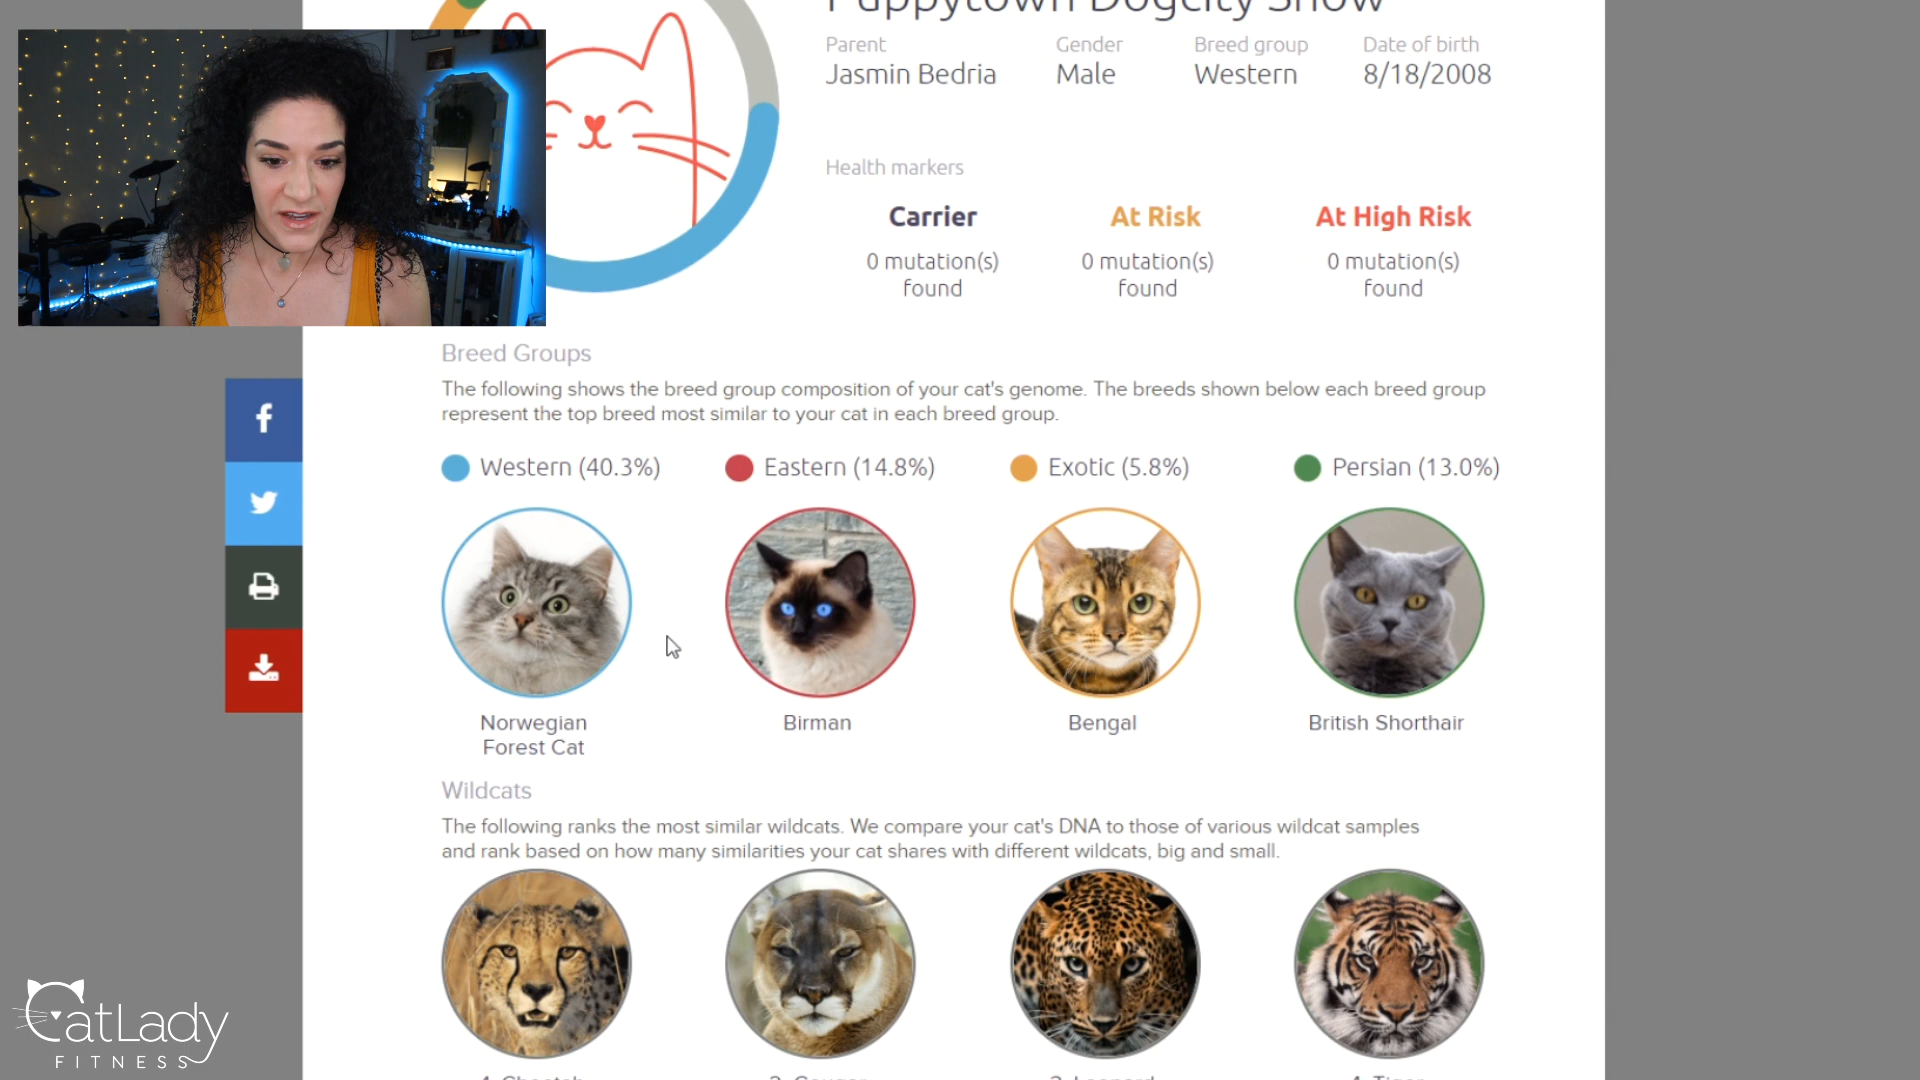 Puppytown Dogcity Show
Parent
Jasmin Bedria
Gender
Male
Breed group
Western
Date of birth
8/18/2008
Health markers
Carrier
0 mutation(s)
found
At Risk
0 mutation(s)
found
At High Risk
0 mutation(s)
found
Breed Groups
The following shows the breed group composition of your cat's genome. The breeds shown below each breed group
represent the top breed most similar to your cat in each breed group.
Western (40.3%)
Eastern (14.8%)
Exotic (5.8%)
Persian (13.0%)
Norwegian
Forest Cat
Birman
Bengal
British Shorthair
Wildcats
The following ranks the most similar wildcats. We compare your cat's DNA to those of various wildcat samples
and rank based on how many similarities your cat shares with different wildcats, big and small.
CatLady
FITNESS